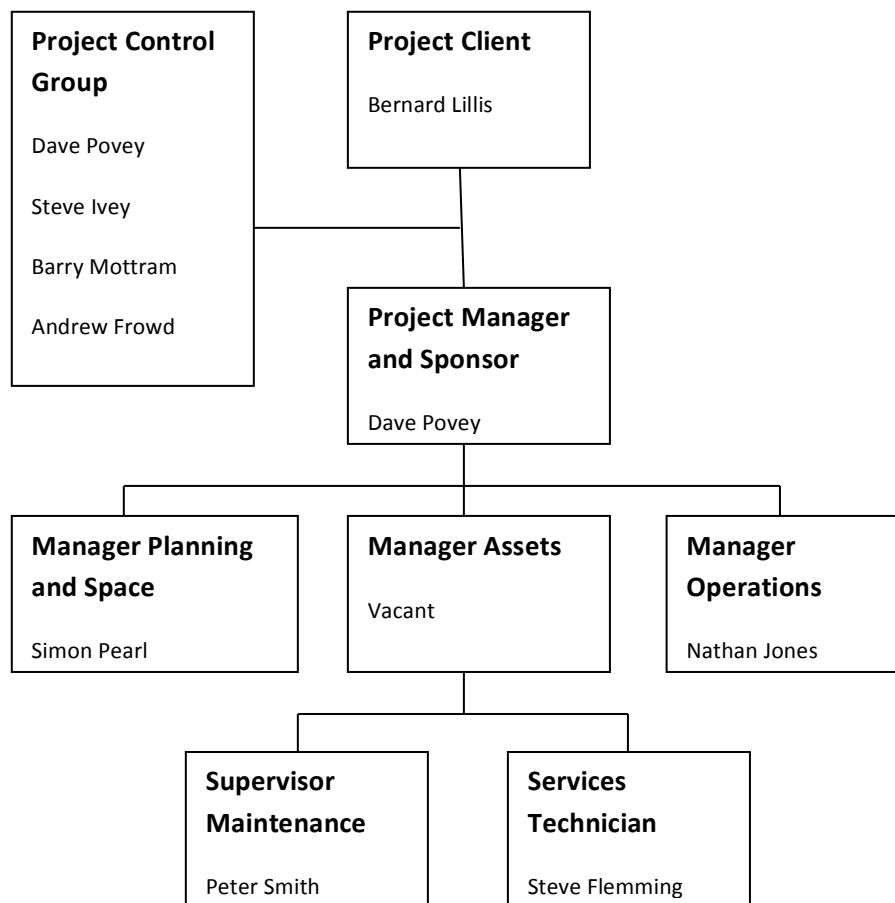 Project Control
Group
Dave Povey
Steve Ivey
Barry Mottram
Andrew Frowd
Project Client
Bernard Lillis
Project Manager
and Sponsor
Dave Povey
Manager Planning
and Space
Simon Pearl
Manager Assets
Vacant
Manager
Operations
Nathan Jones
Supervisor
Maintenance
Peter Smith
Services
Technician
Steve Flemming